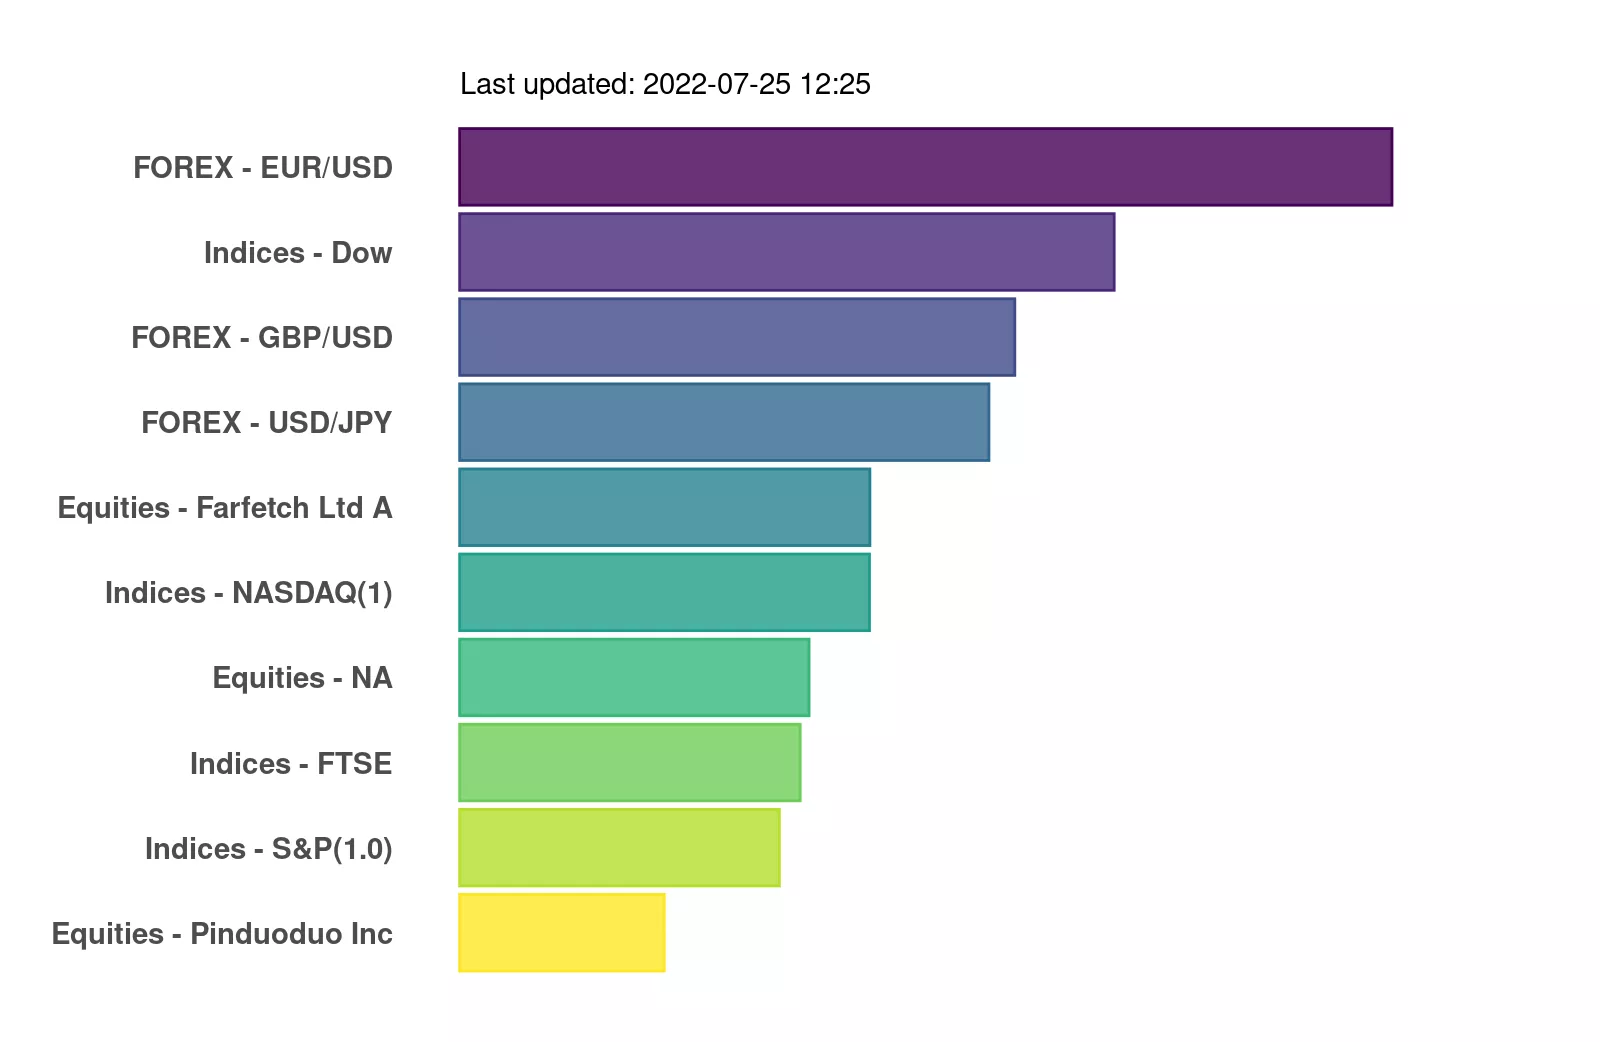 Last updated: 2022-07-25 12:25
FOREX - EUR/USD
Indices - Dow
FOREX - GBP/USD
FOREX - USD/JPY
Equities - Farfetch Ltd A
Indices - NASDAQ(1)
Equities - NA
Indices - FTSE
Indices - S&P(1.0)
Equities - Pinduoduo Inc